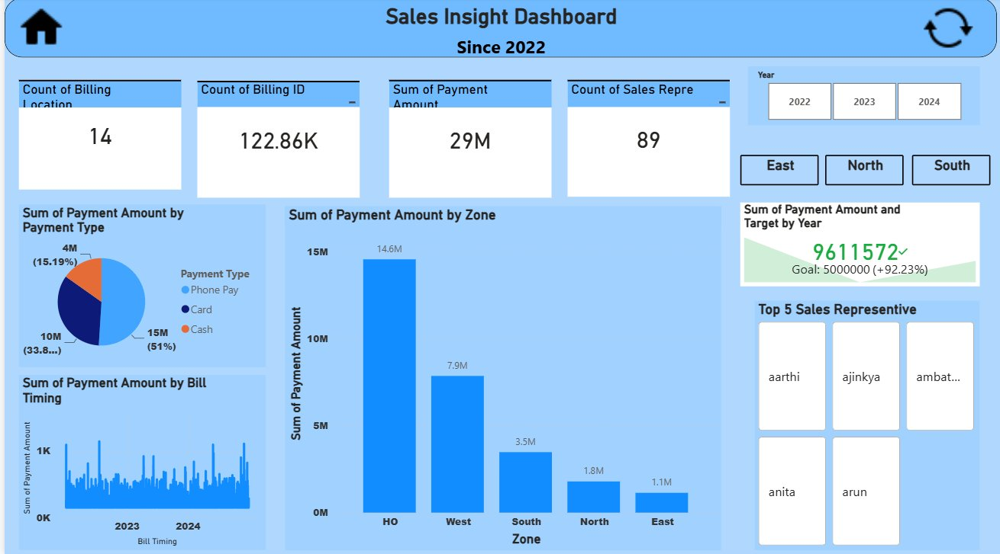 Sales Insight Dashboard
Since 2022
Count of Billing
Location
14
Count of Billing ID
122.86K
Sum of Payment
Amount
29M
Count of Sales Repre
89
Year
2022
2023
2024
East
North
South
Sum of Payment Amount by
Payment Type
4M
(15.19%)
10M
(33.8...)
15M
(51%)
Payment Type
Phone Pay
Card
Cash
Sum of Payment Amount by Zone
Sum of Payment Amount
15M
10M
5M
0M
14.6M
7.9M
3.5M
1.8M
1.1M
HO
West
South
North
East
Zone
Sum of Payment Amount and
Target by Year
9611572
Goal: 5000000 (+92.23%)
Sum of Payment Amount by Bill
Timing
Sum of Payment Amount
1K
0K
2023
2024
Bill Timing
Top 5 Sales Representive
aarthi
ajinkya
ambat...
anita
arun